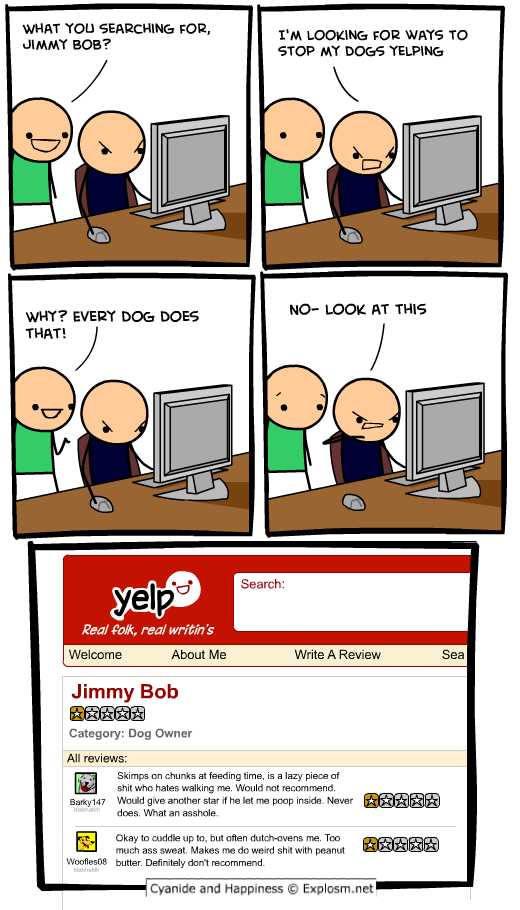 WHAT YOU SEARCHING FOR,
JIMMY BOB?
I'M LOOKING FOR WAYS TO
STOP MY DOGS YELPING
WHY? EVERY DOG DOES
THAT!
NO- LOOK AT THIS
yelp
Real folk, real writin's
Search:
Welcome About Me Write A Review Sea
Jimmy Bob
Category: Dog Owner
All reviews:
Barky147
blahblahh
Skimps on chunks at feeding time, is a lazy piece of
shit who hates walking me. Would not recommend.
Would give another star if he let me poop inside. Never
does. What an asshole.
Woofles08
blahblahh
Okay to cuddle up to, but often dutch-ovens me. Too
much ass sweat. Makes me do weird shit with peanut
butter. Definitely don't recommend.
Cyanide and Happiness © Explosm.net